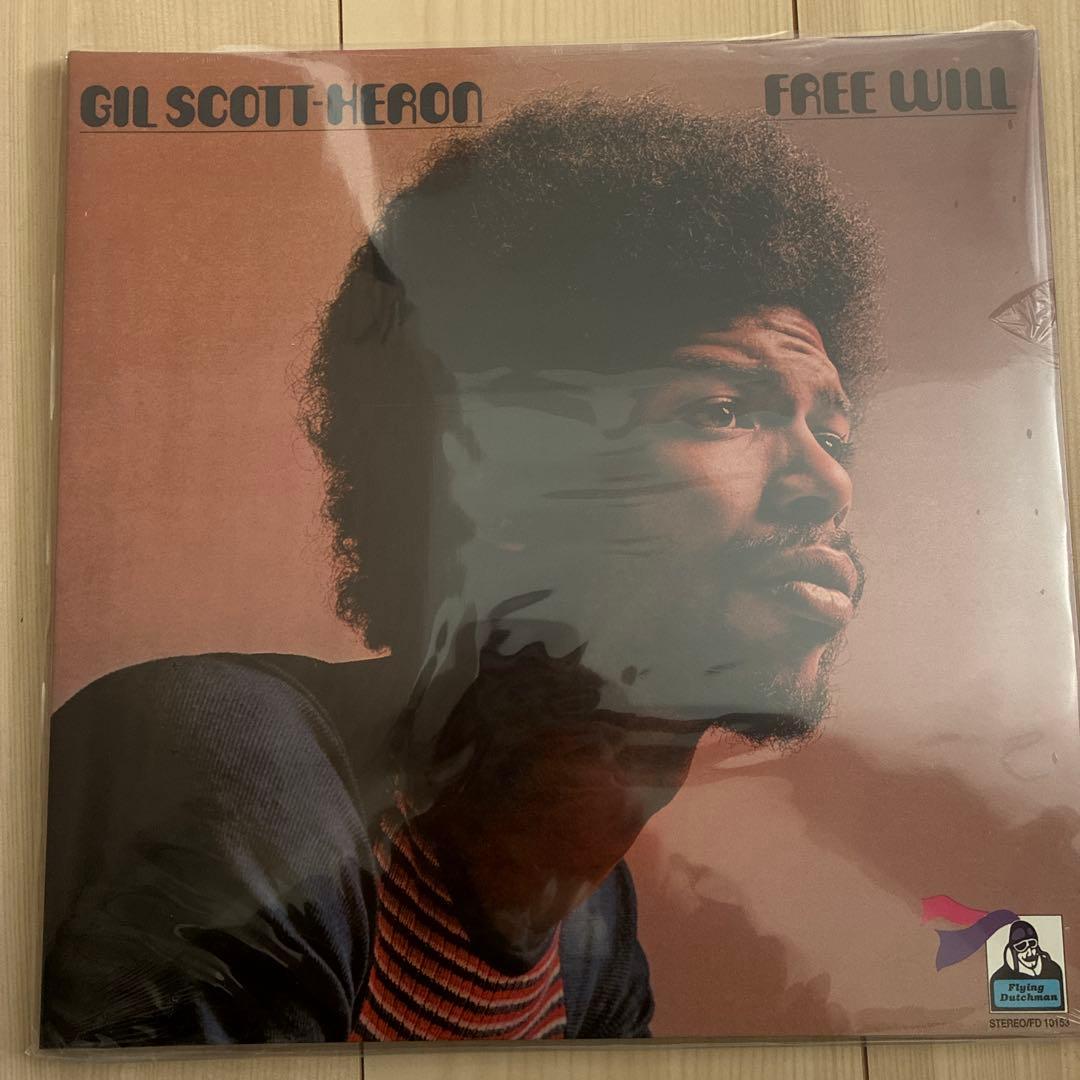 GIL SCOTT-HERON
FREE WILL
Flying
Dutchman
STEREO/FD 10153